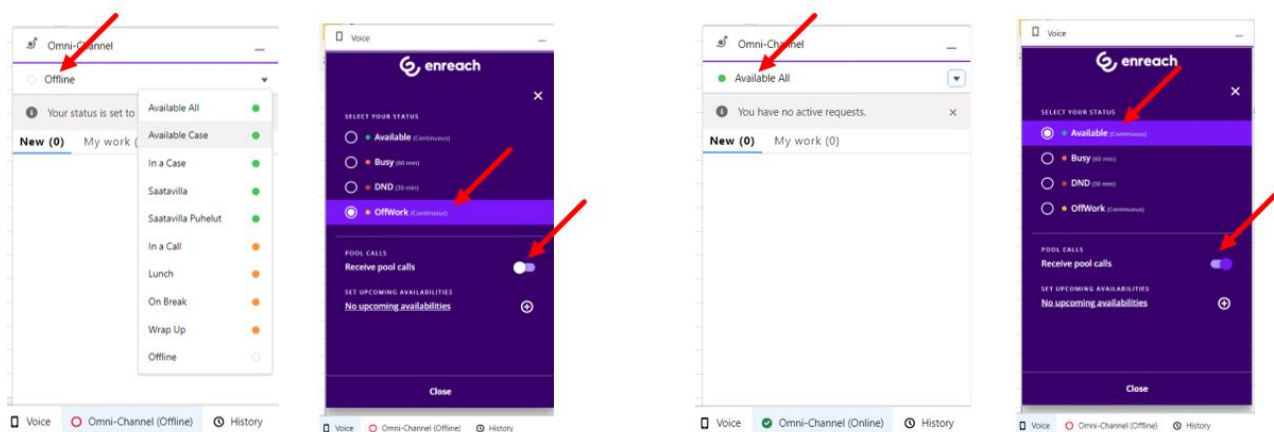 Omni-Channel
Offline
Your status is set to
New (0) My work (
Available All
Available Case
In a Case
Saatavilla
Saatavilla Puhelut
In a Call
Lunch
On Break
Wrap Up
Offline
Voice Omni-Channel (Offline) History
Voice
enreach
SELECT YOUR STATUS
Available (Continuous)
Busy (60 min)
DND (30 min)
OffWork (Continuous)
POOL CALLS
Receive pool calls
SET UPCOMING AVAILABILITIES
No upcoming availabilities
Close
Voice Omni-Channel (Offline) History
Omni-Channel
Available All
You have no active requests.
New (0) My work (0)
Voice Omni-Channel (Online) History
Voice
enreach
SELECT YOUR STATUS
Available (Continuous)
Busy (60 min)
DND (30 min)
OffWork (Continuous)
POOL CALLS
Receive pool calls
SET UPCOMING AVAILABILITIES
No upcoming availabilities
Close
Voice Omni-Channel (Offline) History